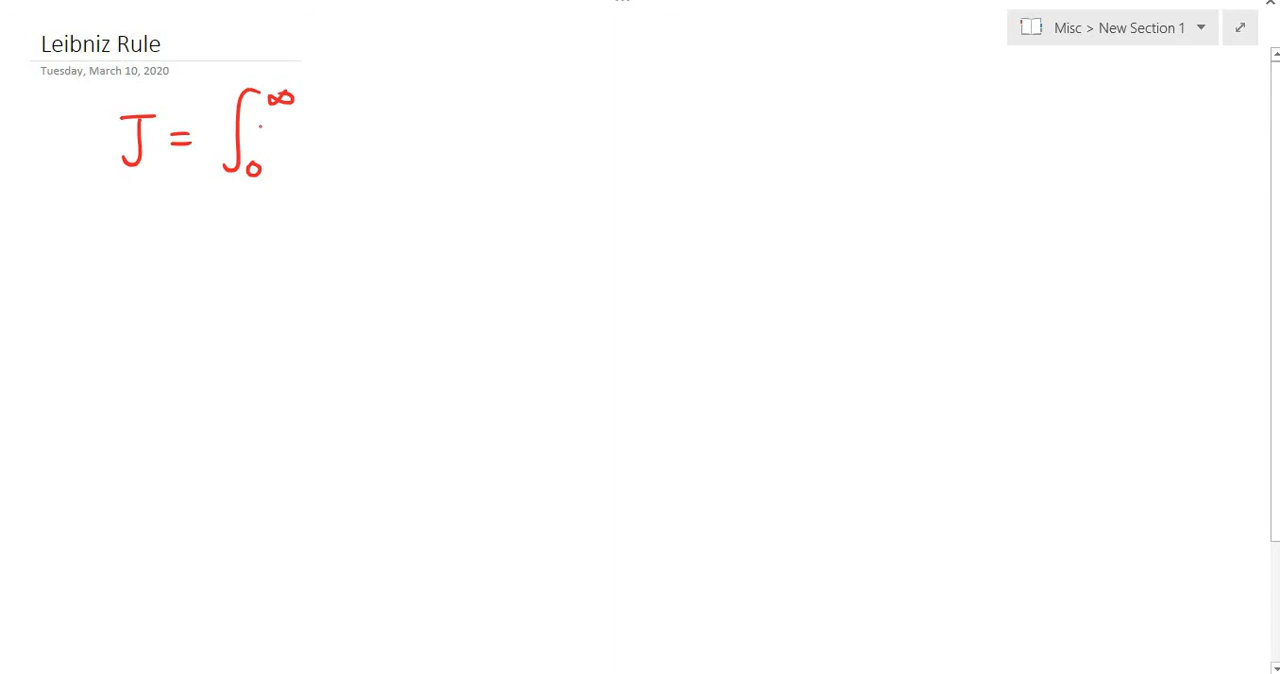 Leibniz Rule
Tuesday, March 10, 2020
J = ∫₀^∞
Misc > New Section 1